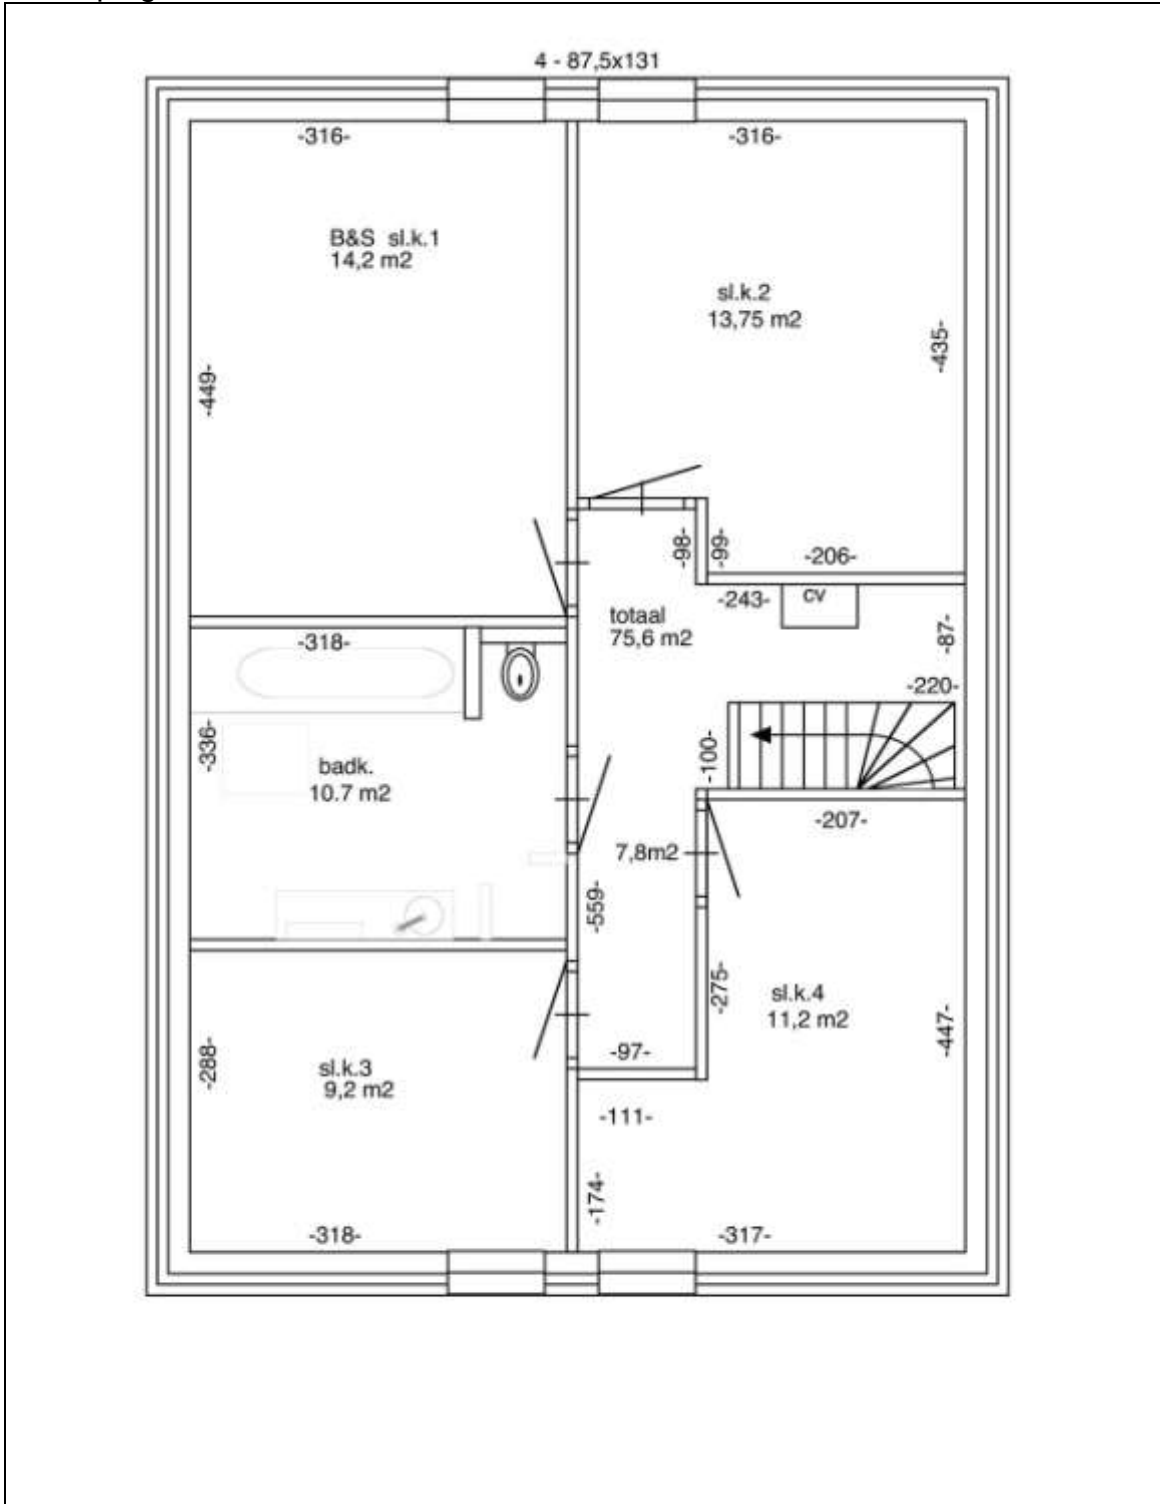 4 - 87,5x131
-316-
-316-
B&S sl.k.1
14,2 m2
sl.k.2
13,75 m2
-435-
-449-
-98-
-99-
-206-
-243-
cv
totaal
75,6 m2
-87-
-318-
-220-
-336-
-100-
badk.
10.7 m2
-207-
7,8m2
-559-
-275-
sl.k.4
11,2 m2
-447-
-97-
-288-
sl.k.3
9,2 m2
-111-
-174-
-318-
-317-